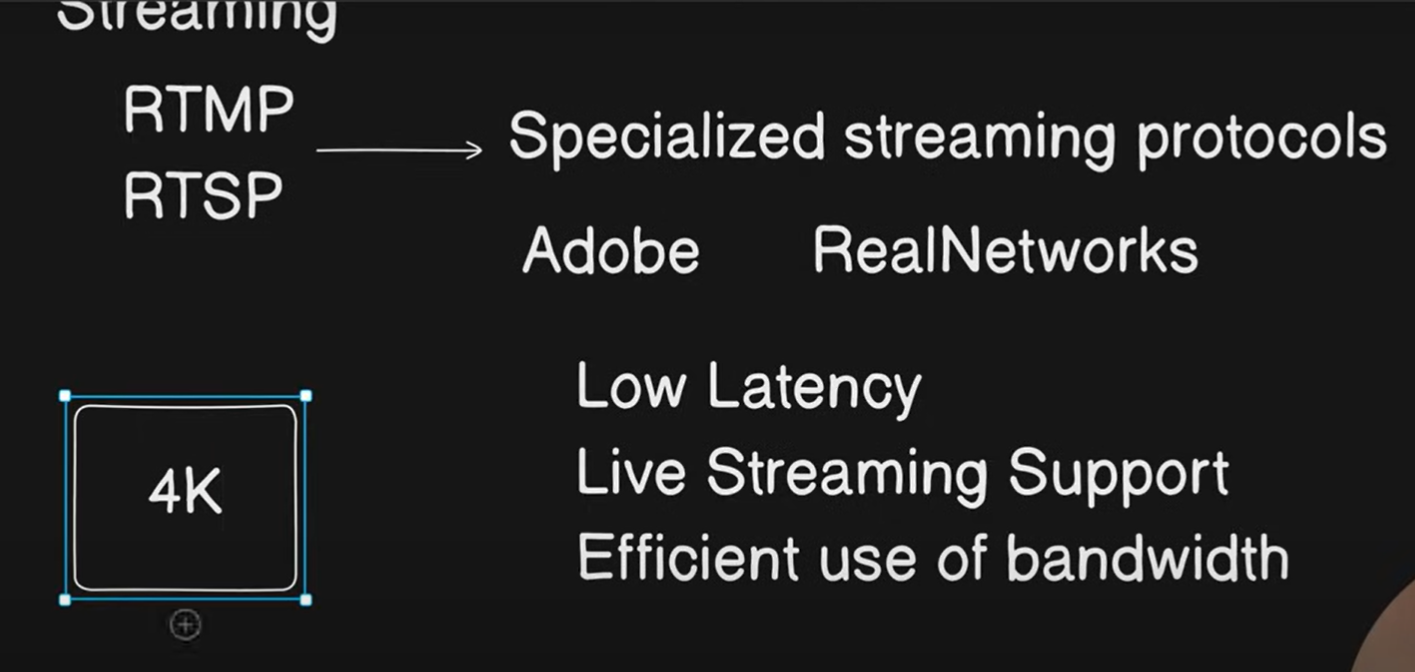 Streaming
RTMP
RTSP
Specialized streaming protocols
Adobe RealNetworks
4K
Low Latency
Live Streaming Support
Efficient use of bandwidth